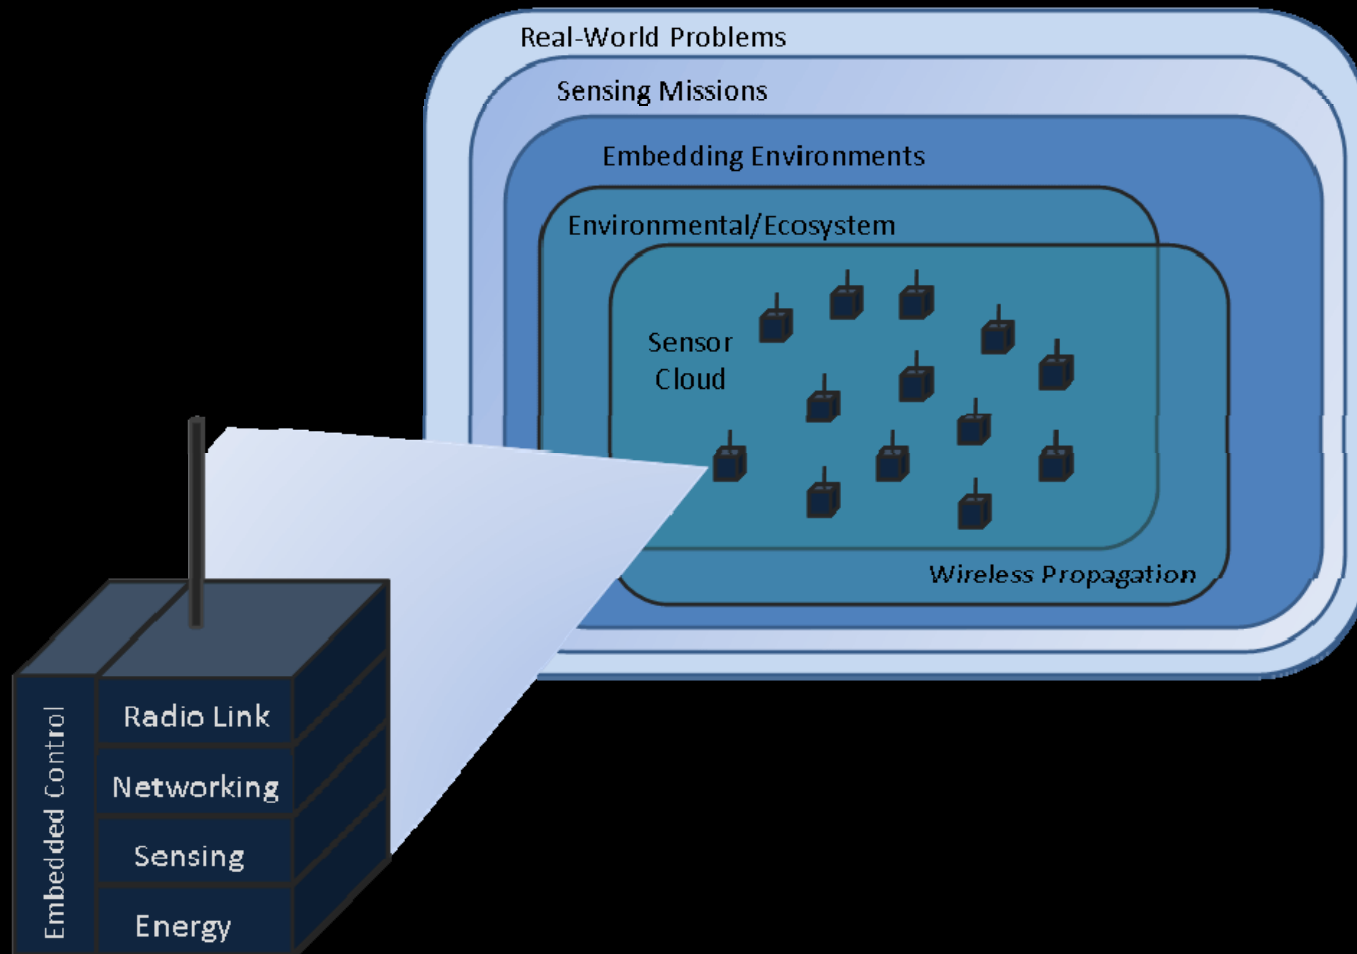 Real-World Problems
Sensing Missions
Embedding Environments
Environmental/Ecosystem
Sensor
Cloud
Wireless Propagation
Embedded Control
Radio Link
Networking
Sensing
Energy